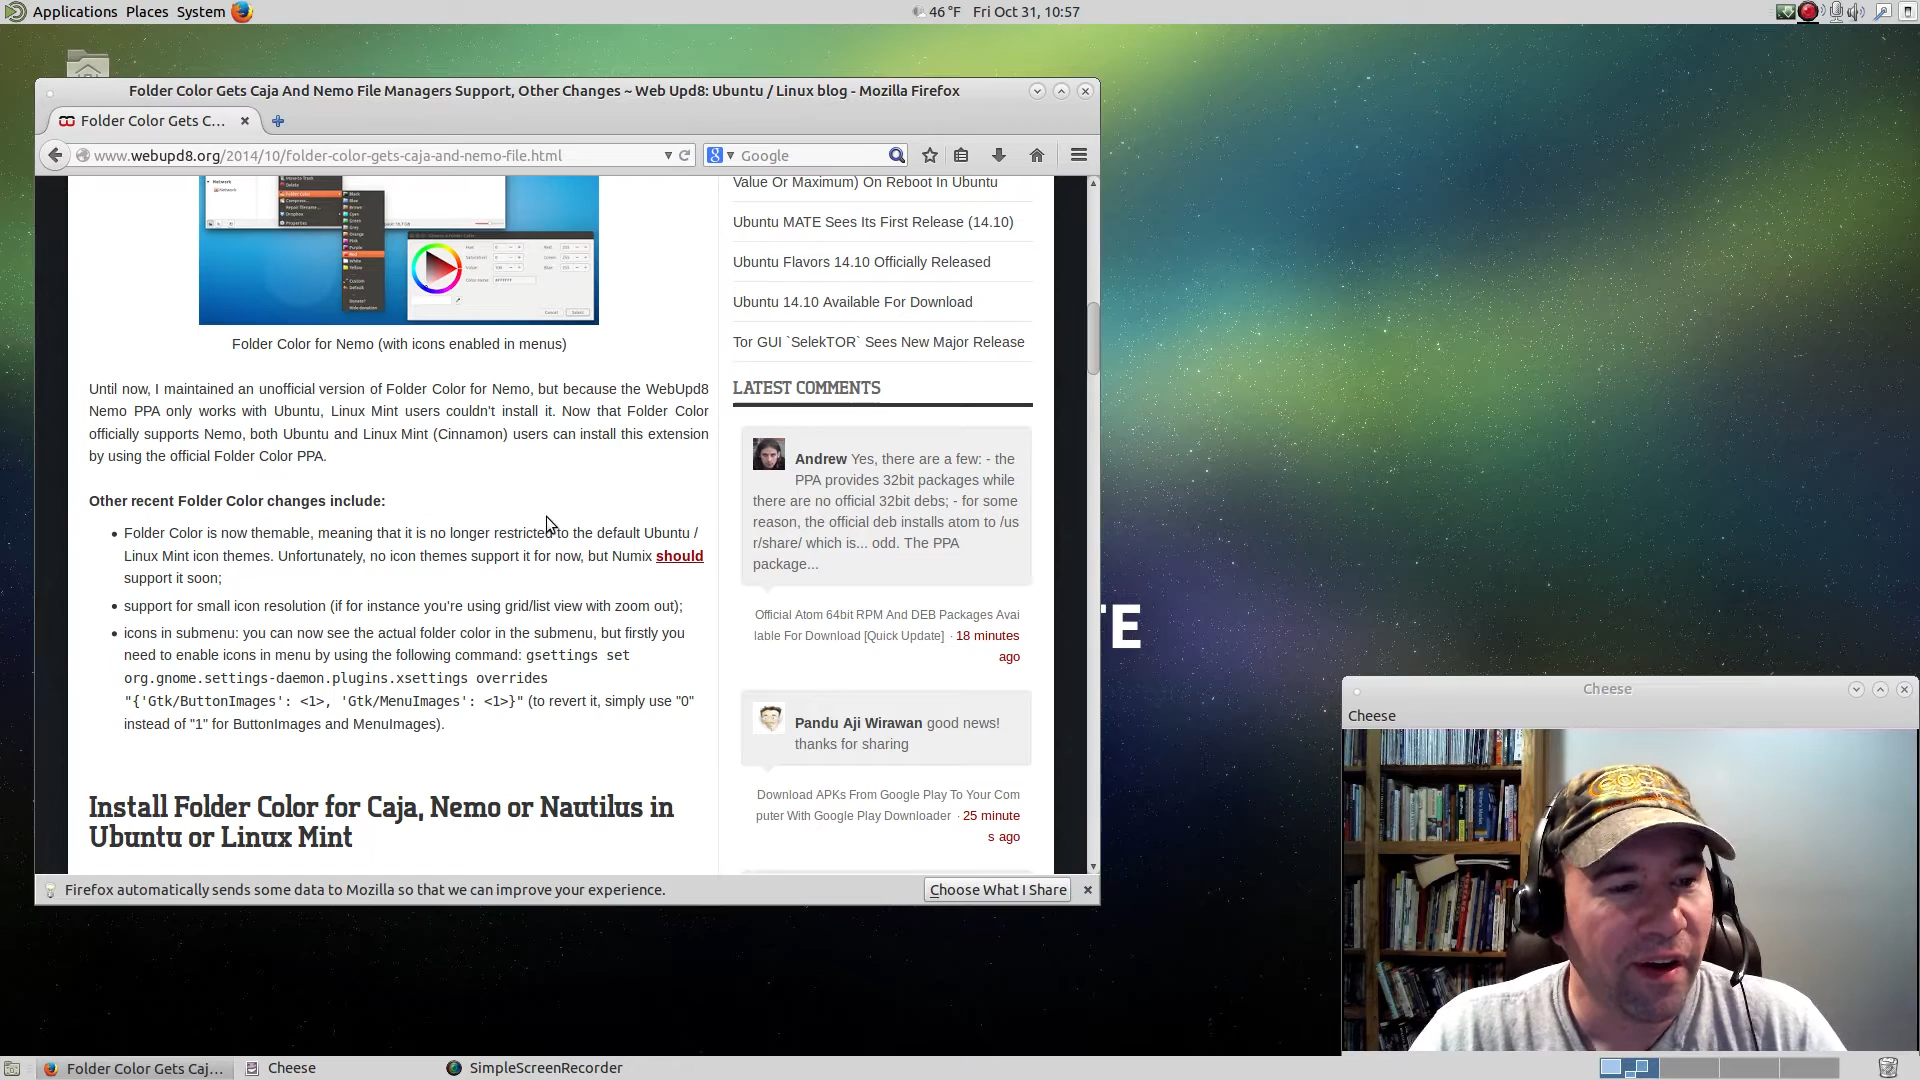 Applications Places System
46 °F Fri Oct 31, 10:57
Folder Color Gets Caja And Nemo File Managers Support, Other Changes ~ Web Upd8: Ubuntu / Linux blog - Mozilla Firefox
Folder Color Gets C...
www.webupd8.org/2014/10/folder-color-gets-caja-and-nemo-file.html
Google
Folder Color for Nemo (with icons enabled in menus)
Until now, I maintained an unofficial version of Folder Color for Nemo, but because the WebUpd8
Nemo PPA only works with Ubuntu, Linux Mint users couldn't install it. Now that Folder Color
officially supports Nemo, both Ubuntu and Linux Mint (Cinnamon) users can install this extension
by using the official Folder Color PPA.
Other recent Folder Color changes include:
Folder Color is now themable, meaning that it is no longer restricted to the default Ubuntu /
Linux Mint icon themes. Unfortunately, no icon themes support it for now, but Numix should
support it soon;
support for small icon resolution (if for instance you're using grid/list view with zoom out);
icons in submenu: you can now see the actual folder color in the submenu, but firstly you
need to enable icons in menu by using the following command: gsettings set
org.gnome.settings-daemon.plugins.xsettings overrides
"{'Gtk/ButtonImages': <1>, 'Gtk/MenuImages': <1>}" (to revert it, simply use "0"
instead of "1" for ButtonImages and MenuImages).
Install Folder Color for Caja, Nemo or Nautilus in
Ubuntu or Linux Mint
Value Or Maximum) On Reboot In Ubuntu
Ubuntu MATE Sees Its First Release (14.10)
Ubuntu Flavors 14.10 Officially Released
Ubuntu 14.10 Available For Download
Tor GUI `SelekTOR` Sees New Major Release
LATEST COMMENTS
Andrew Yes, there are a few: - the
PPA provides 32bit packages while
there are no official 32bit debs; - for some
reason, the official deb installs atom to /us
r/share/ which is... odd. The PPA
package...
Official Atom 64bit RPM And DEB Packages Avai
lable For Download [Quick Update] · 18 minutes
ago
Pandu Aji Wirawan good news!
thanks for sharing
Download APKs From Google Play To Your Com
puter With Google Play Downloader · 25 minute
s ago
Firefox automatically sends some data to Mozilla so that we can improve your experience.
Choose What I Share
TE
Cheese
Cheese
Folder Color Gets Caj...
Cheese
SimpleScreenRecorder